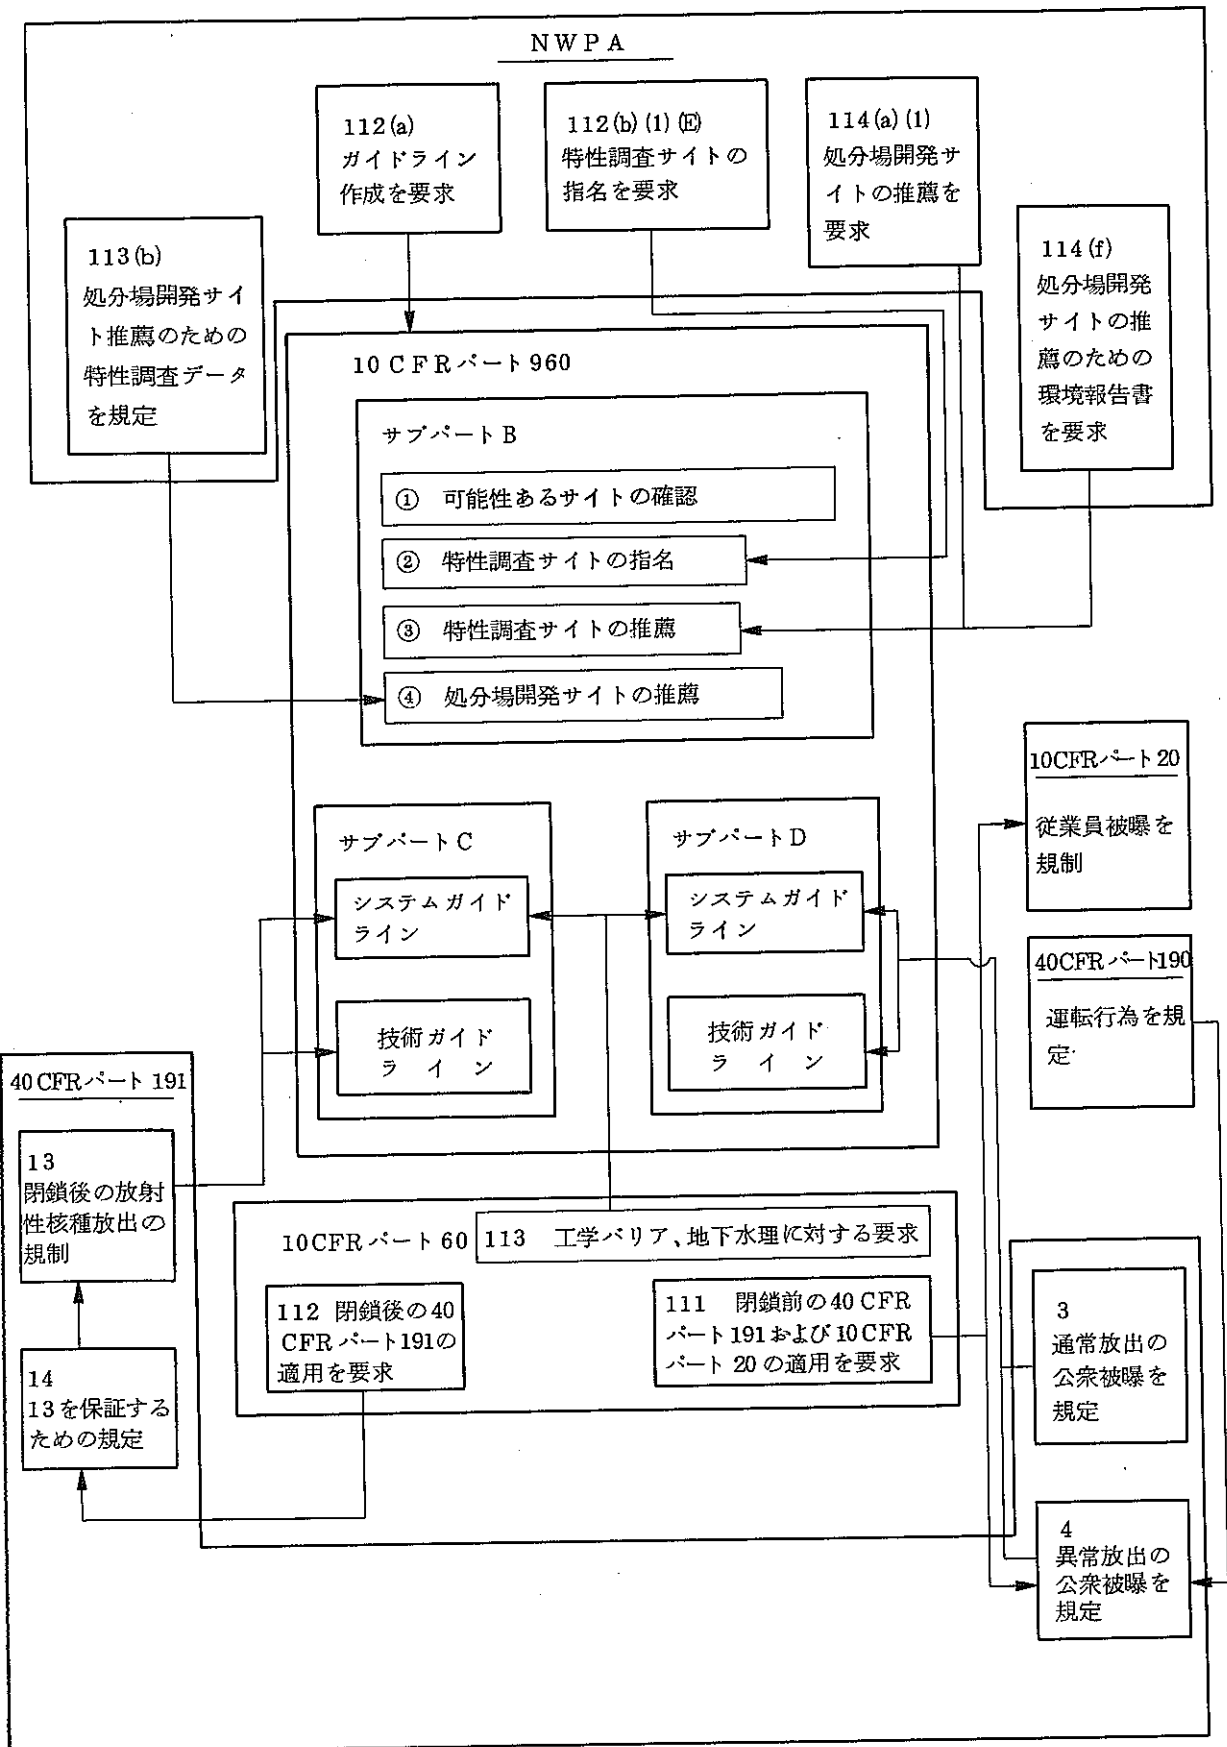 NWPA
112(a)
ガイドライン
作成を要求
112(b)(1)(E)
特性調査サイトの
指名を要求
114(a)(1)
処分場開発サ
イトの推薦を
要求
113(b)
処分場開発サイ
ト推薦のための
特性調査データ
を規定
114(f)
処分場開発
サイトの推
薦のための
環境報告書
を要求
10 CFRパート960
サブパートB
① 可能性あるサイトの確認
② 特性調査サイトの指名
③ 特性調査サイトの推薦
④ 処分場開発サイトの推薦
サブパートC
システムガイド
ライン
技術ガイド
ライン
サブパートD
システムガイド
ライン
技術ガイド
ライン
10CFRパート20
従業員被曝を
規制
40CFRパート190
運転行為を規
定
40CFRパート191
13
閉鎖後の放射
性核種放出の
規制
14
13を保証する
ための規定
10CFRパート60
113 工学バリア、地下水理に対する要求
112 閉鎖後の40
CFRパート191の
適用を要求
111 閉鎖前の40 CFR
パート191および10CFR
パート20の適用を要求
3
通常放出の
公衆被曝を
規定
4
異常放出の
公衆被曝を
規定